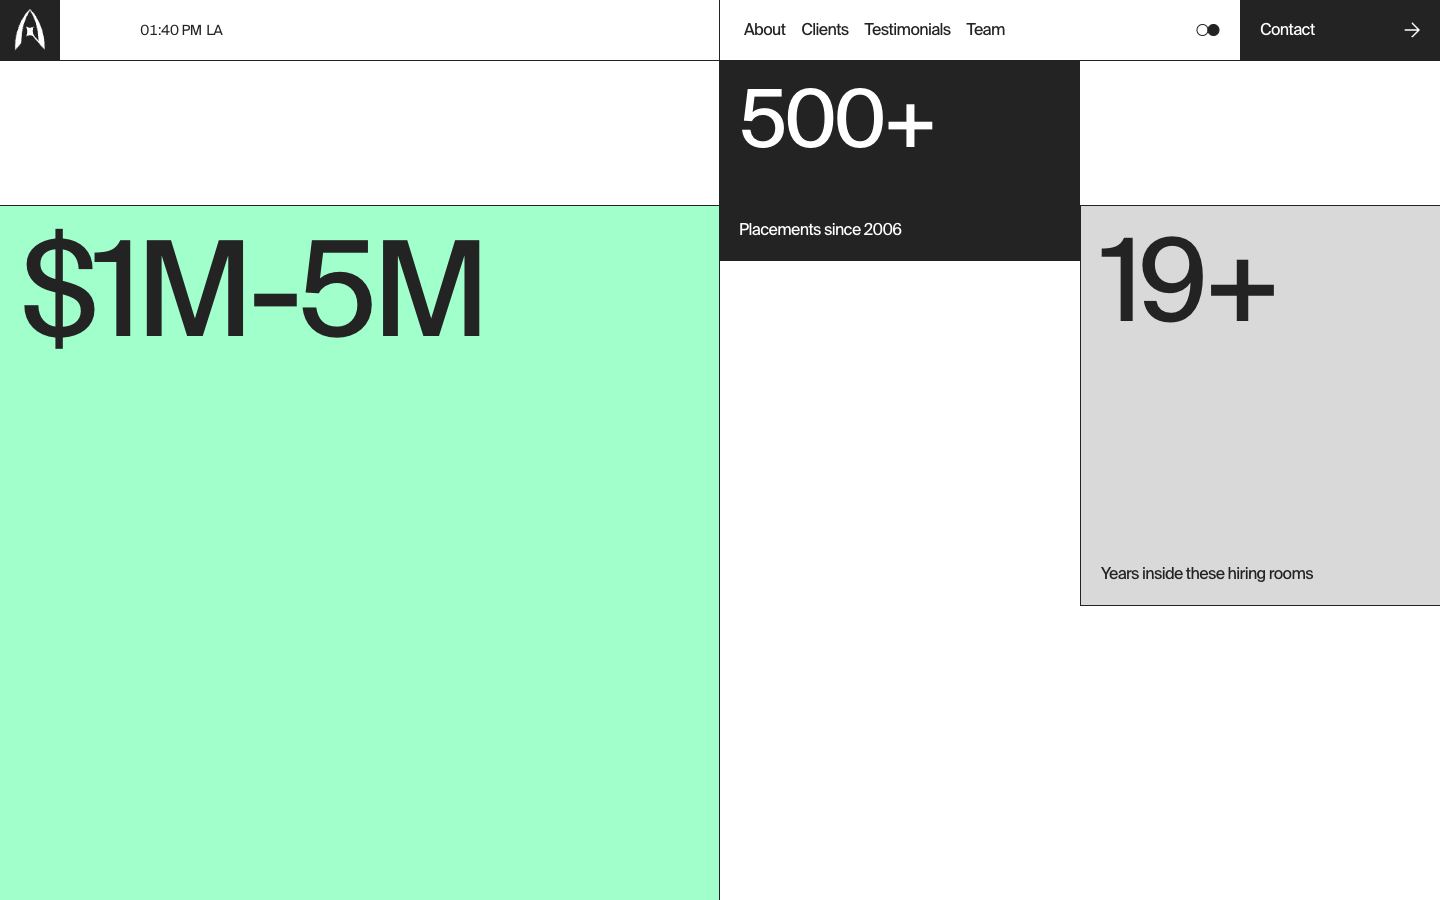 01:40 PM LA
About Clients Testimonials Team
Contact
500+
Placements since 2006
$1M-5M
19+
Years inside these hiring rooms